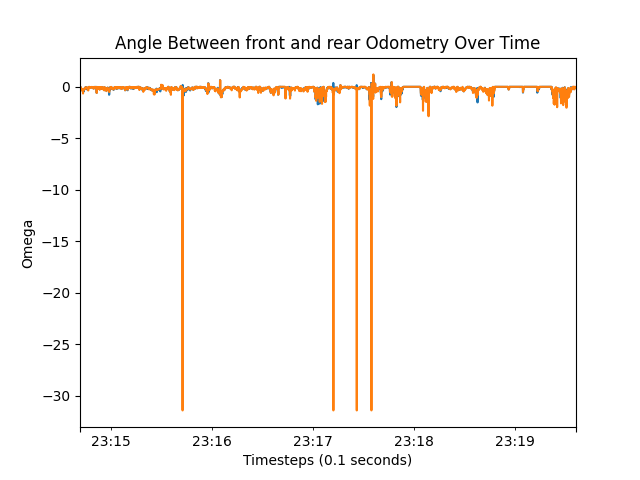 Angle Between front and rear Odometry Over Time
Omega
0
−5
−10
−15
−20
−25
−30
23:15 23:16 23:17 23:18 23:19
Timesteps (0.1 seconds)